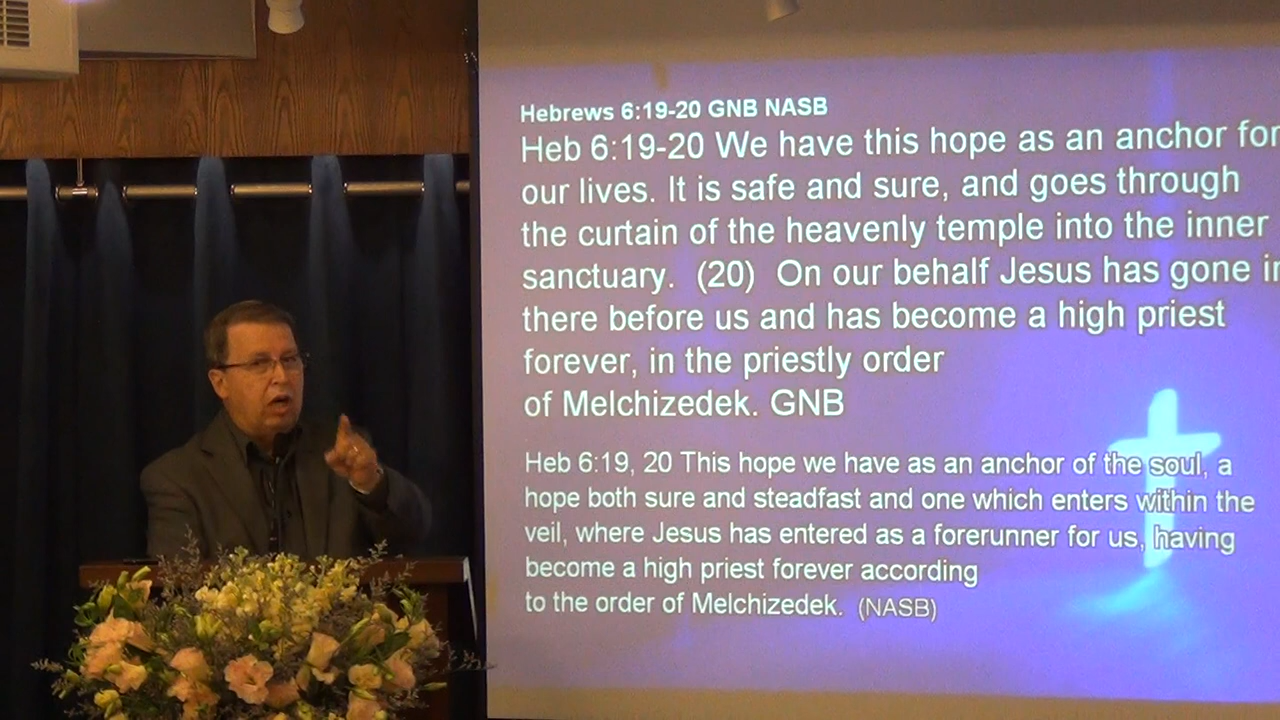 Hebrews 6:19-20 GNB NASB
Heb 6:19-20 We have this hope as an anchor for
our lives. It is safe and sure, and goes through
the curtain of the heavenly temple into the inner
sanctuary. (20) On our behalf Jesus has gone in
there before us and has become a high priest
forever, in the priestly order
of Melchizedek. GNB
Heb 6:19, 20 This hope we have as an anchor of the soul, a
hope both sure and steadfast and one which enters within the
veil, where Jesus has entered as a forerunner for us, having
become a high priest forever according
to the order of Melchizedek. (NASB)